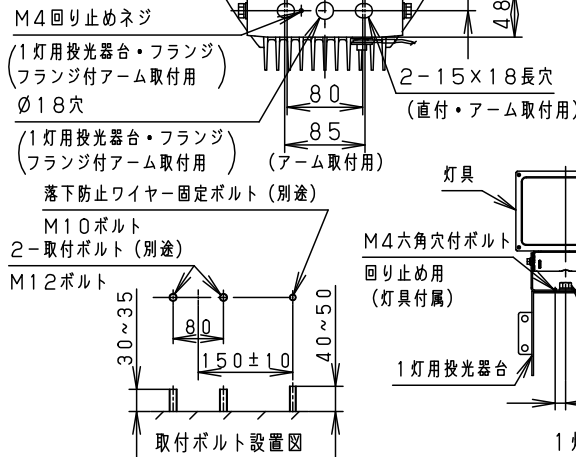 M4回り止めネジ
(1灯用投光器台・フランジ
フランジ付アーム取付用)
Ø18穴
(1灯用投光器台・フランジ
フランジ付アーム取付用)
48
80
85
(アーム取付用)
2-15×18長穴
(直付・アーム取付用)
落下防止ワイヤー固定ボルト(別途)
M10ボルト
2-取付ボルト(別途)
M12ボルト
30~35
80
150±10
40~50
取付ボルト設置図
灯具
M4六角穴付ボルト
回り止め用
(灯具付属)
1灯用投光器台